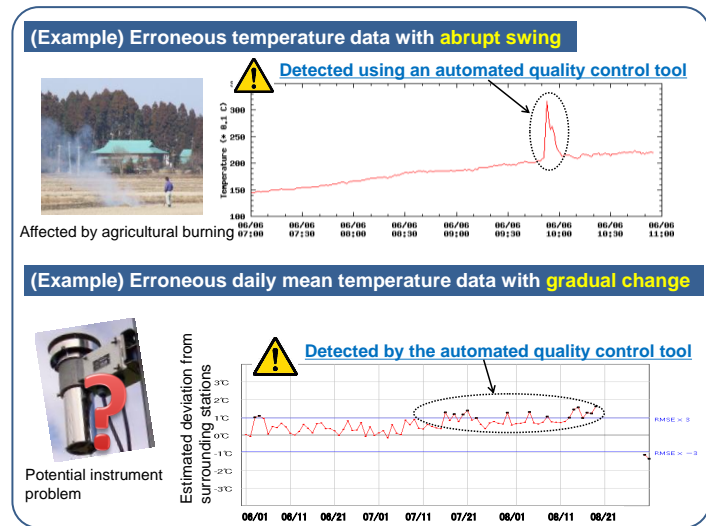 (Example) Erroneous temperature data with abrupt swing
Detected using an automated quality control tool
Temperature (* 0.1 C)
300
250
200
150
100
06/06 06/06 06/06 06/06 06/06 06/06 06/06 06/06 06/06
07:00 07:30 08:00 08:30 09:00 09:30 10:00 10:30 11:00
Affected by agricultural burning
(Example) Erroneous daily mean temperature data with gradual change
Detected by the automated quality control tool
Estimated deviation from
surrounding stations
3℃
2℃
1℃
0℃
-1℃
-2℃
-3℃
RMSE × 3
RMSE × -3
?
Potential instrument
problem
06/01 06/11 06/21 07/01 07/11 07/21 08/01 08/11 08/21